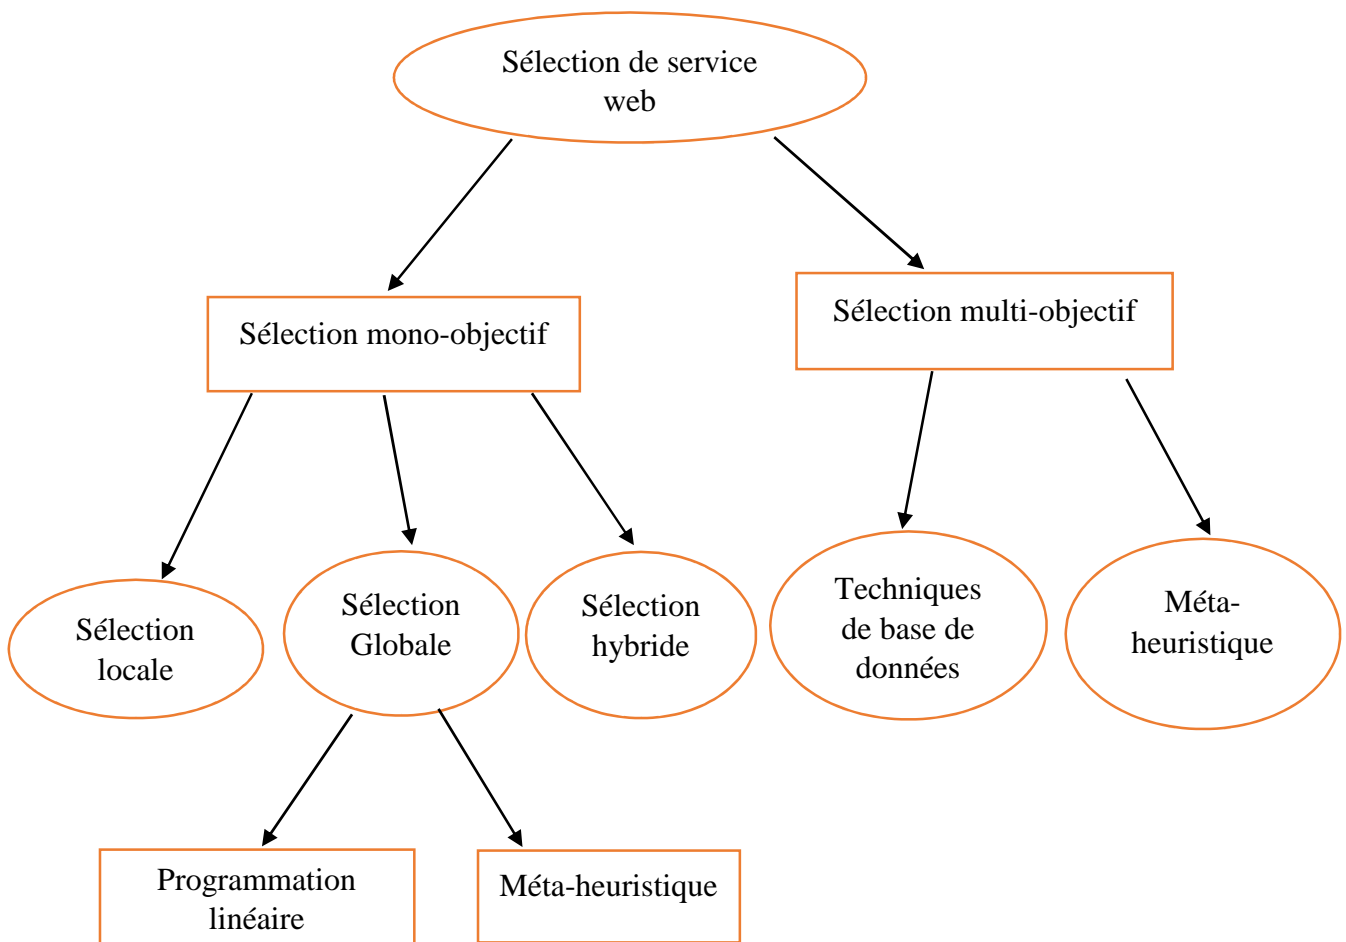 Sélection de service
web
Sélection mono-objectif
Sélection multi-objectif
Sélection
locale
Sélection
Globale
Sélection
hybride
Techniques
de base de
données
Méta-
heuristique
Programmation
linéaire
Méta-heuristique